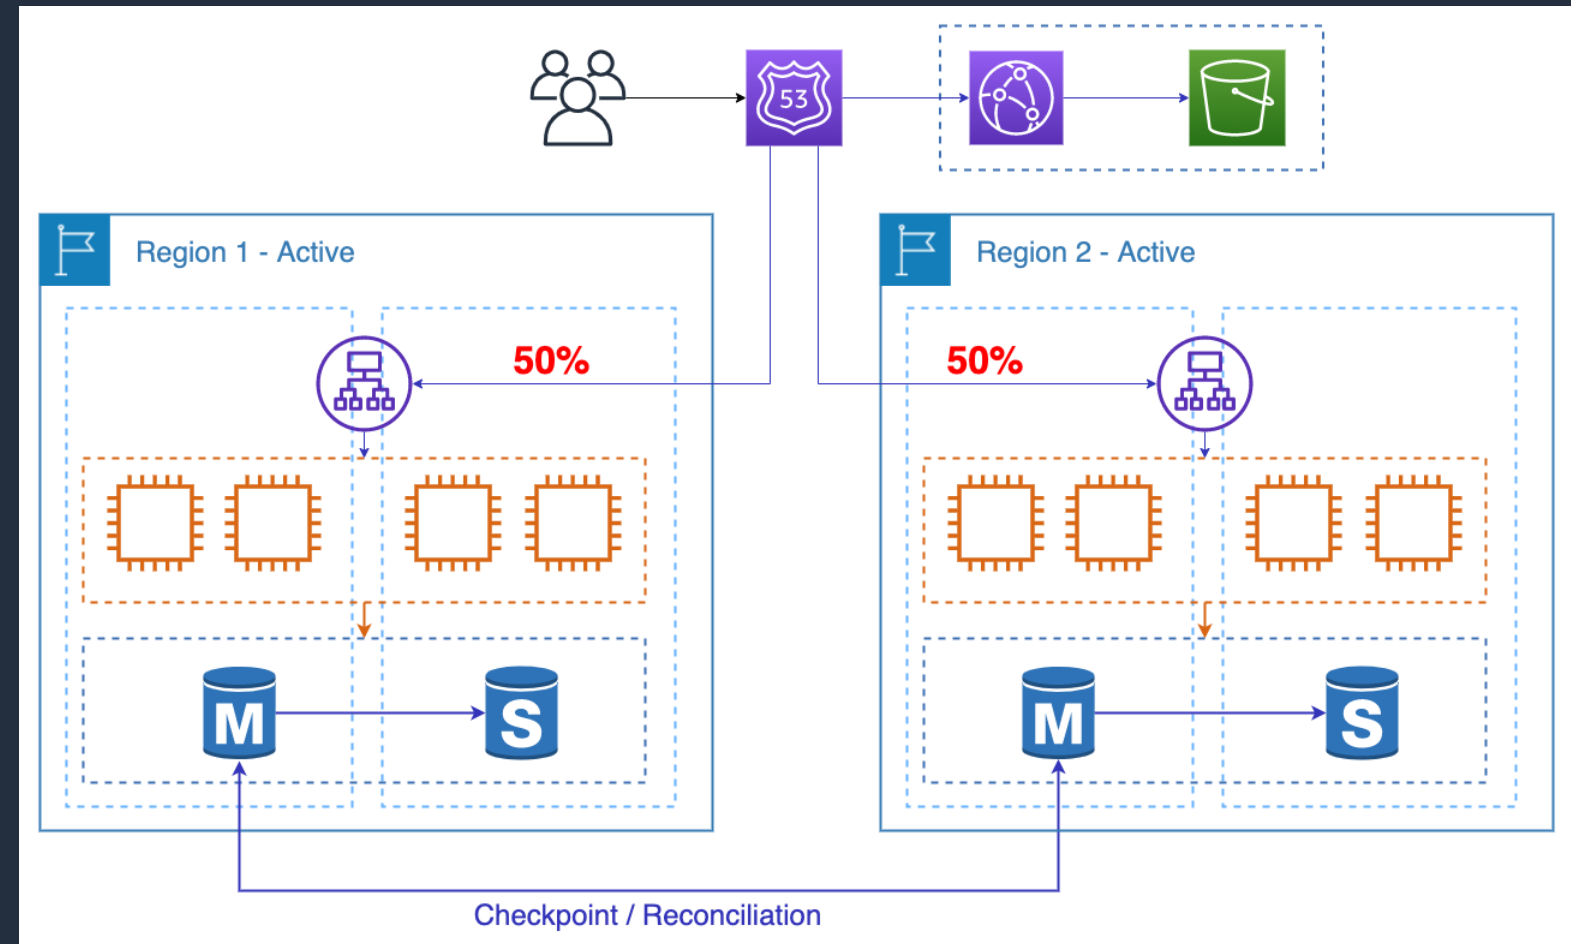 53
Region 1 - Active
Region 2 - Active
50%
50%
M
S
M
S
Checkpoint / Reconciliation